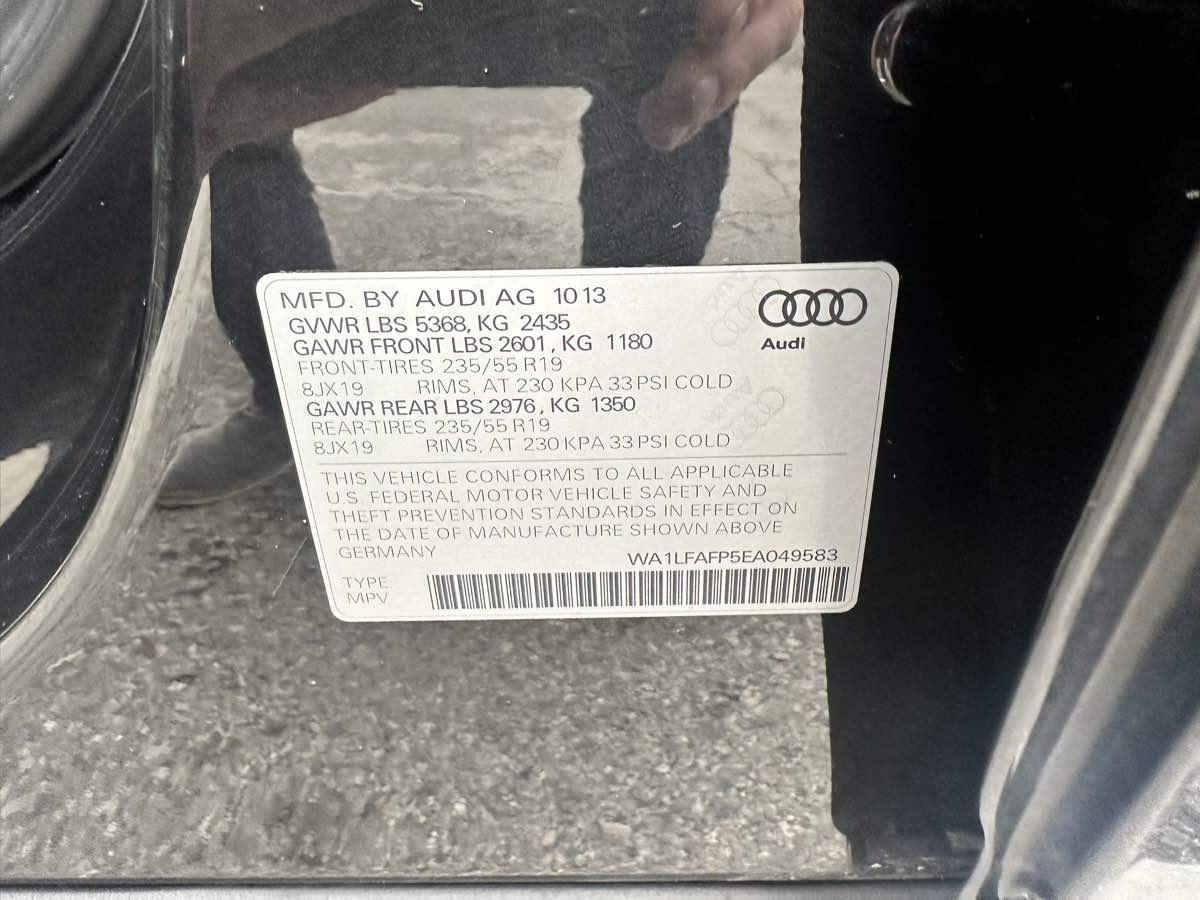 MFD. BY AUDI AG 1013
GVWR LBS 5368, KG 2435
GAWR FRONT LBS 2601, KG 1180
FRONT-TIRES 235/55 R19
8JX19 RIMS, AT 230 KPA 33 PSI COLD
GAWR REAR LBS 2976, KG 1350
REAR-TIRES 235/55 R19
8JX19 RIMS, AT 230 KPA 33 PSI COLD
Audi
THIS VEHICLE CONFORMS TO ALL APPLICABLE
U.S. FEDERAL MOTOR VEHICLE SAFETY AND
THEFT PREVENTION STANDARDS IN EFFECT ON
THE DATE OF MANUFACTURE SHOWN ABOVE
GERMANY WA1LFAFP5EA049583
TYPE
MPV